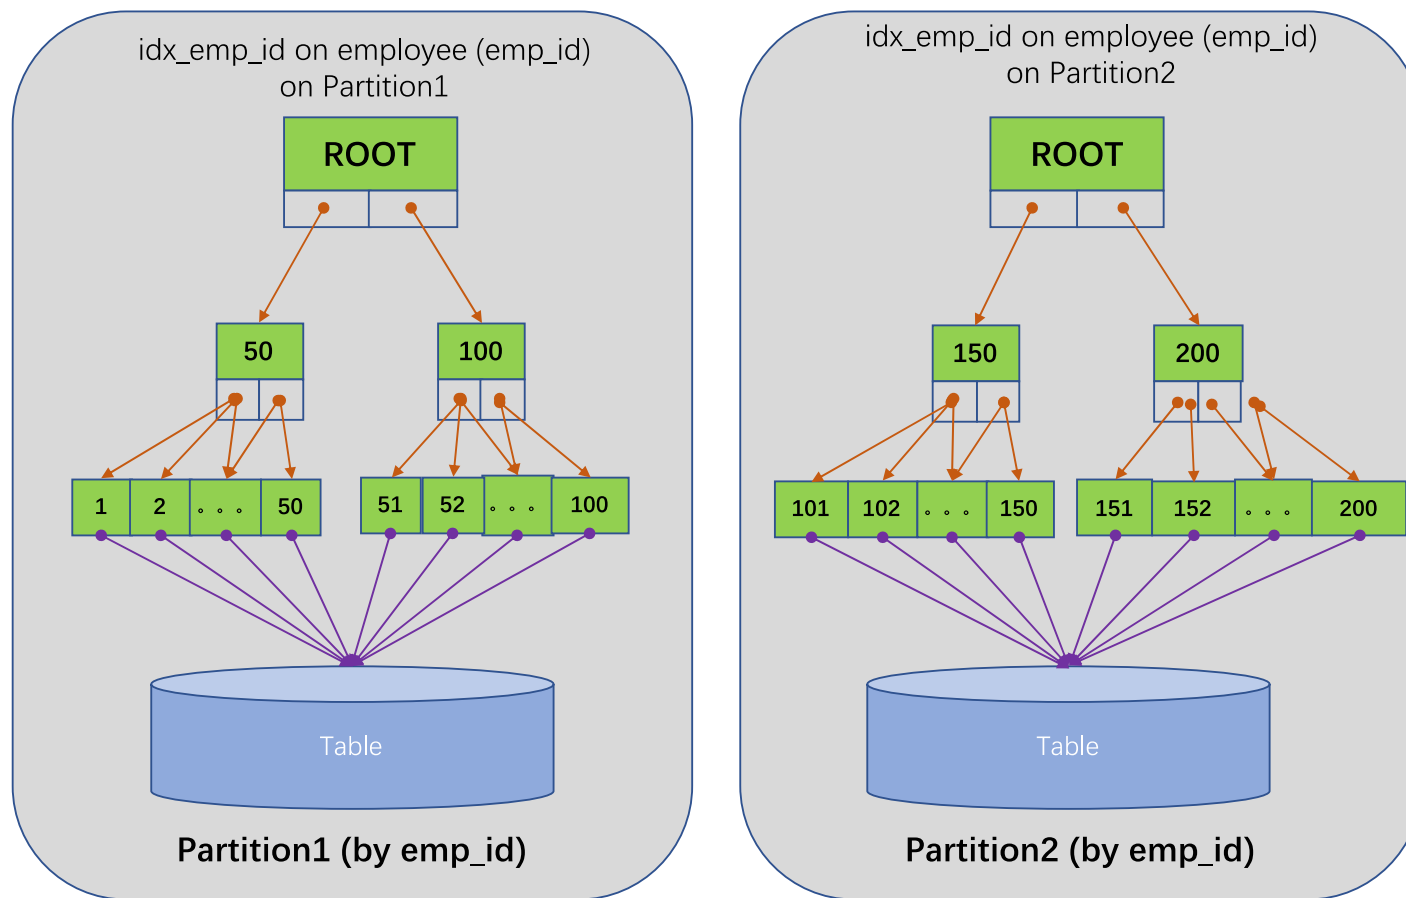 idx_emp_id on employee (emp_id)
on Partition1
ROOT
50
100
1
2
。。。
50
51
52
。。。
100
Table
Partition1 (by emp_id)
idx_emp_id on employee (emp_id)
on Partition2
ROOT
150
200
101
102
。。。
150
151
152
。。。
200
Table
Partition2 (by emp_id)